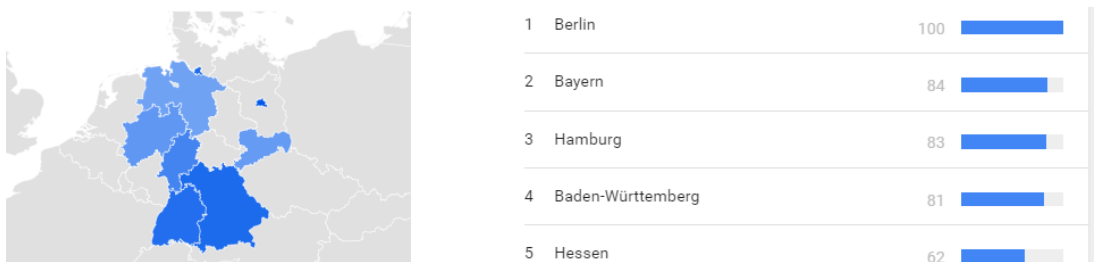 1 Berlin 100
2 Bayern 84
3 Hamburg 83
4 Baden-Württemberg 81
5 Hessen 62